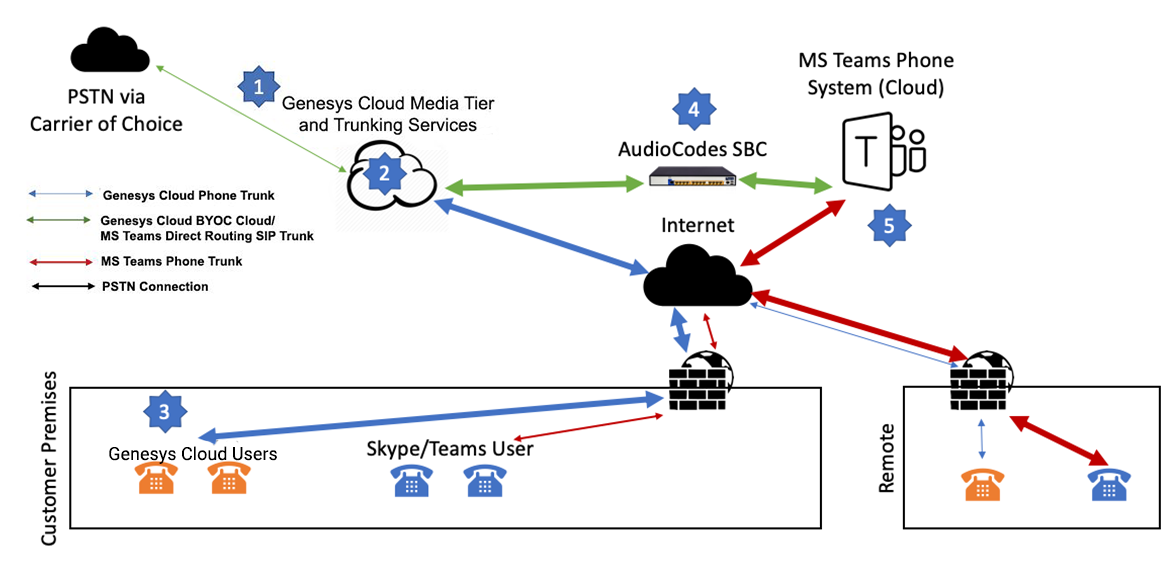 PSTN via
Carrier of Choice
1
Genesys Cloud Media Tier
and Trunking Services
2
4
AudioCodes SBC
MS Teams Phone
System (Cloud)
T
5
Internet
Genesys Cloud Phone Trunk
Genesys Cloud BYOC Cloud/
MS Teams Direct Routing SIP Trunk
MS Teams Phone Trunk
PSTN Connection
Customer Premises
3
Genesys Cloud Users
Skype/Teams User
Remote